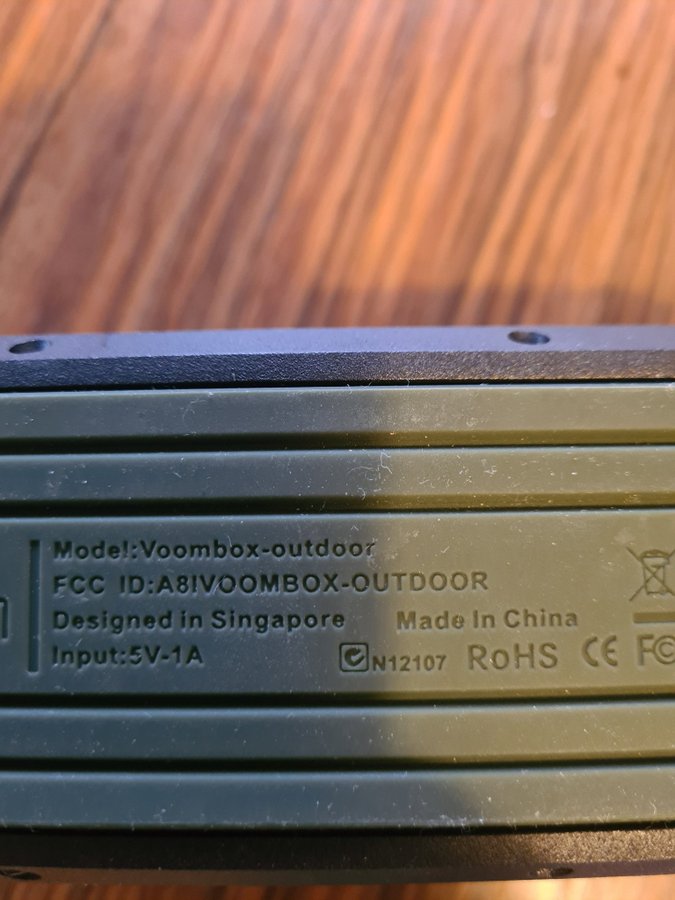 Model:Voombox-outdoor
FCC ID:A8IVOOMBOX-OUTDOOR
Designed in Singapore Made In China
Input:5V-1A N12107 RoHS CE FC